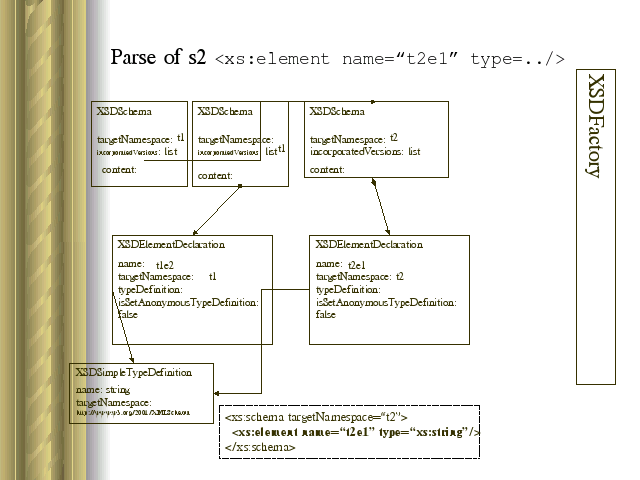 Parse of s2 <xs:element name=“t2e1” type=../>
XSDFactory
XSDSchema
targetNamespace: t1
incorporatedVersions: list
content:
XSDSchema
targetNamespace:
incorporatedVersions: list t1
content:
XSDSchema
targetNamespace: t2
incorporatedVersions: list
content:
XSDElementDeclaration
name: t1e2
targetNamespace: t1
typeDefinition:
isSetAnonymousTypeDefinition:
false
XSDElementDeclaration
name: t2e1
targetNamespace: t2
typeDefinition:
isSetAnonymousTypeDefinition:
false
XSDSimpleTypeDefinition
name: string
targetNamespace:
http://www.w3.org/2001/XMLSchema
<xs:schema targetNamespace=“t2”>
<xs:element name=“t2e1” type=“xs:string”/>
</xs:schema>